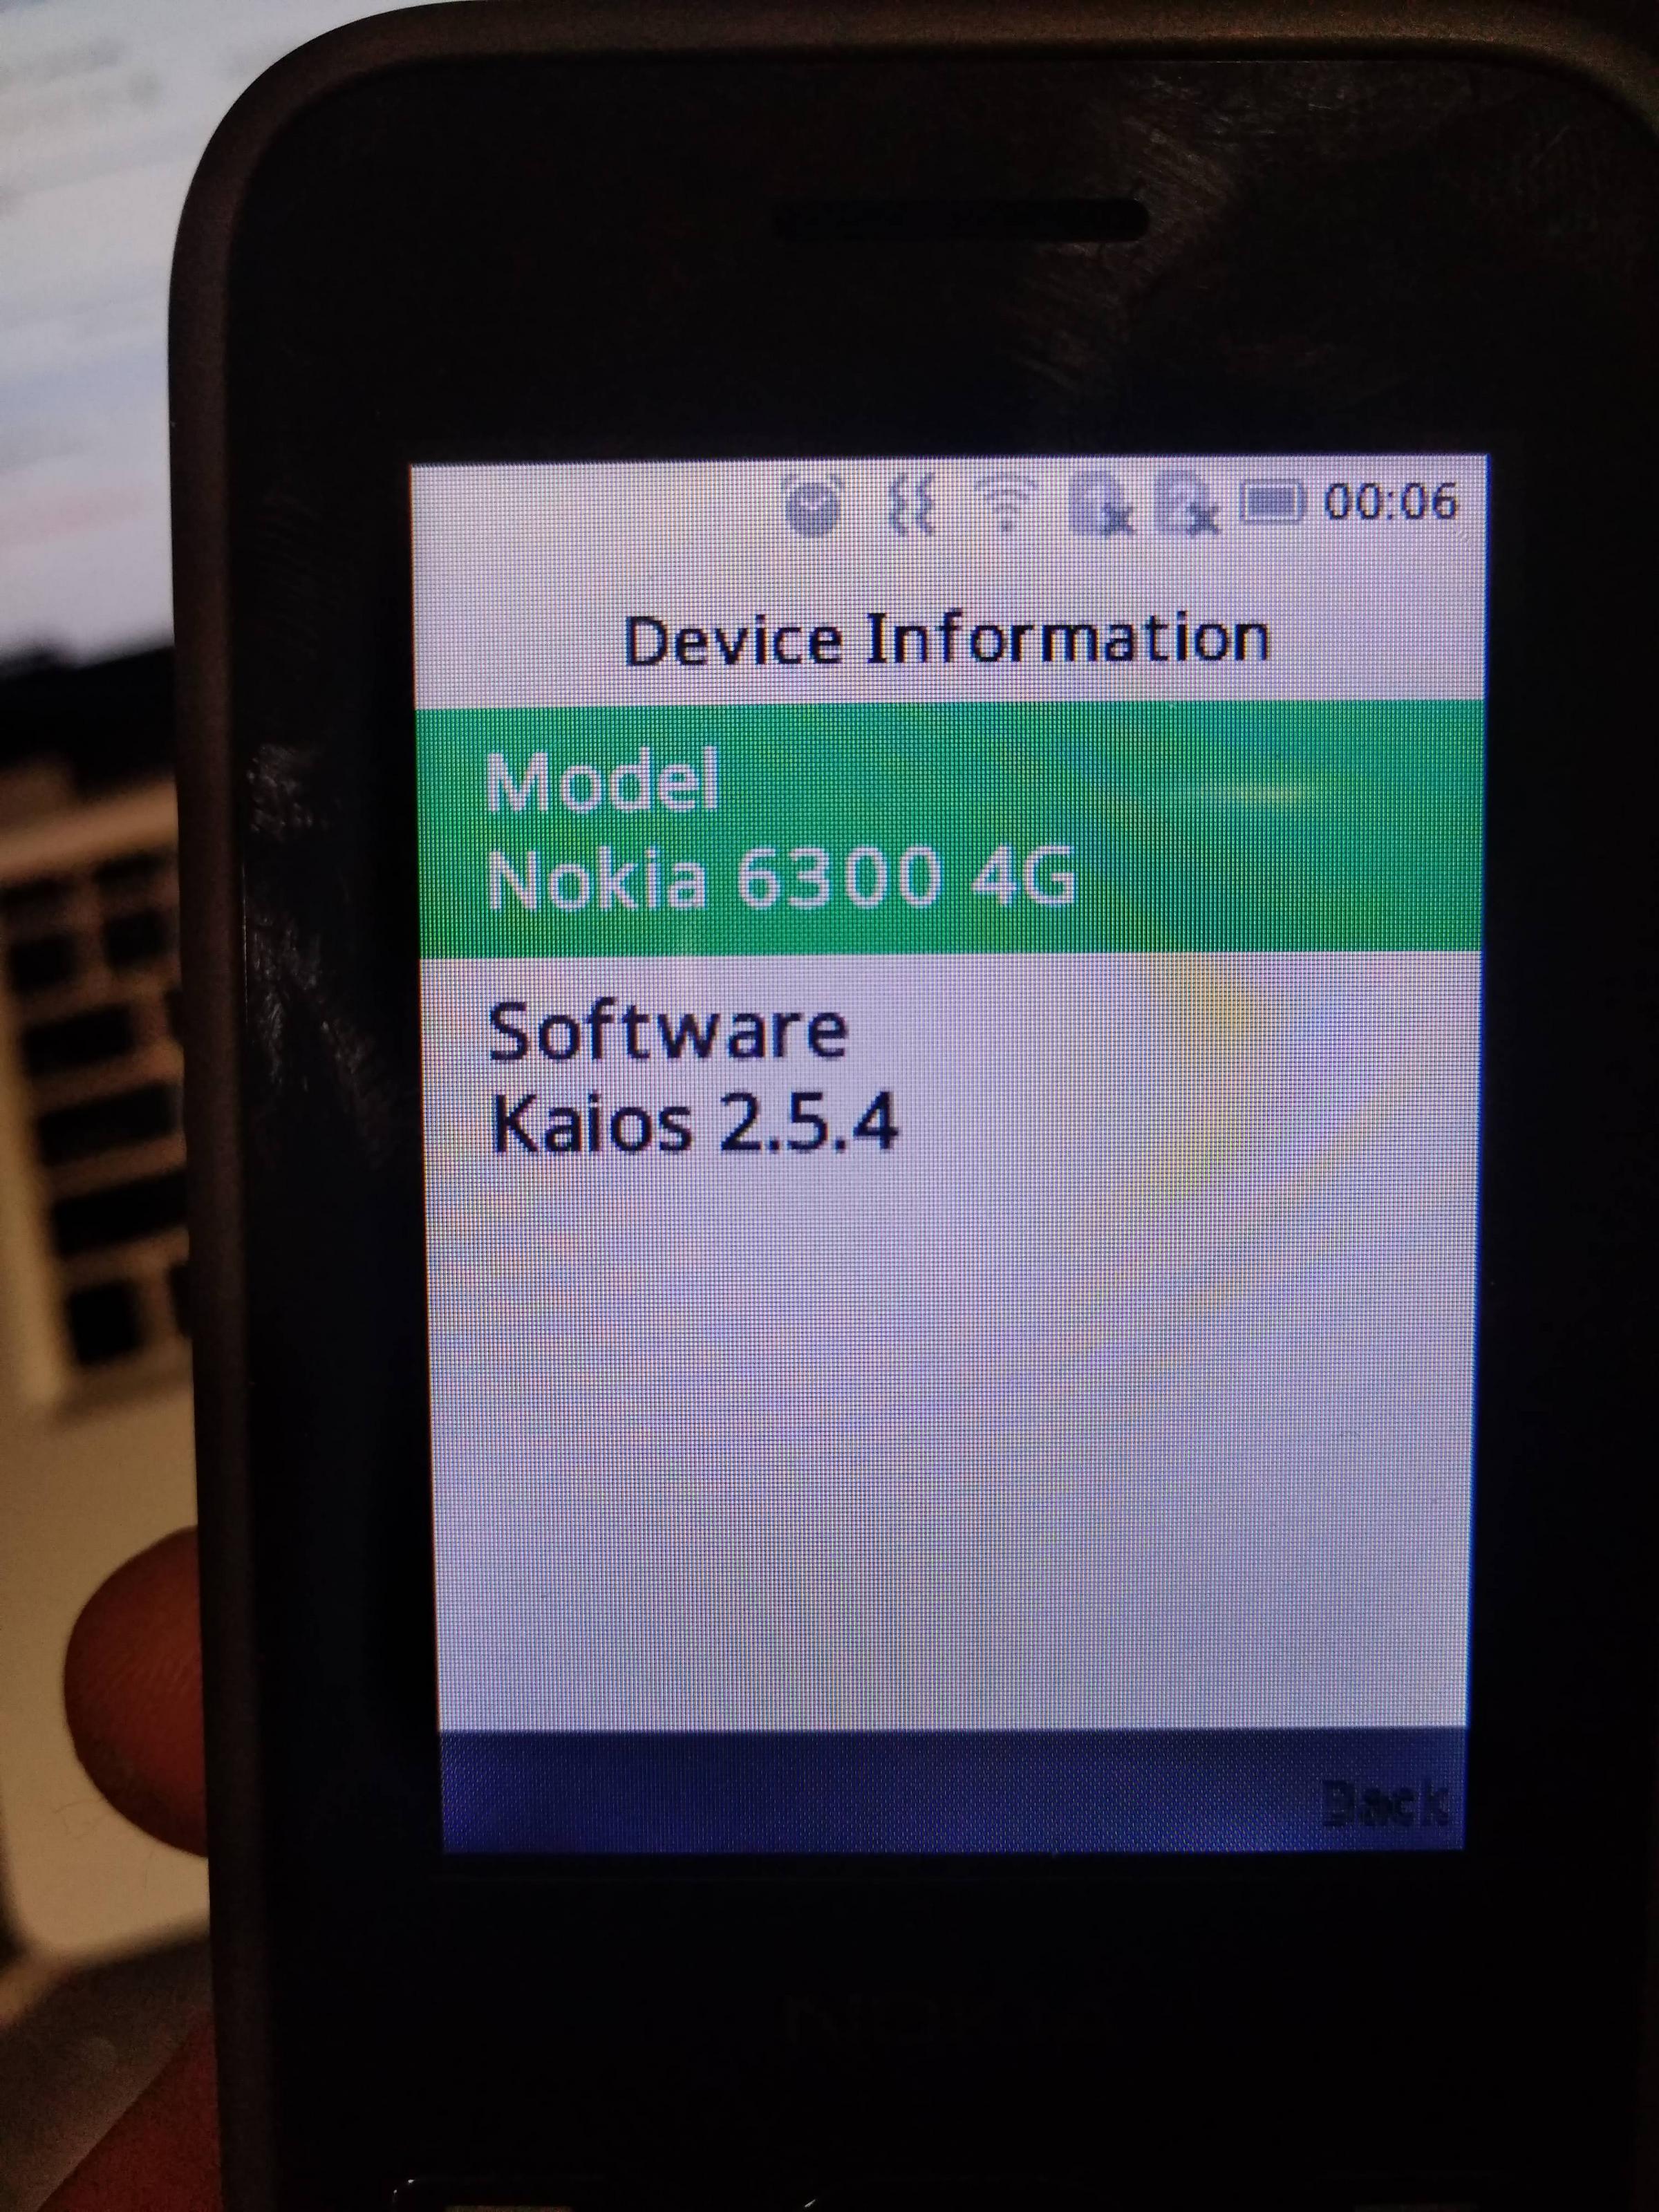 00:06
Device Information
Model
Nokia 6300 4G
Software
Kaios 2.5.4
Back